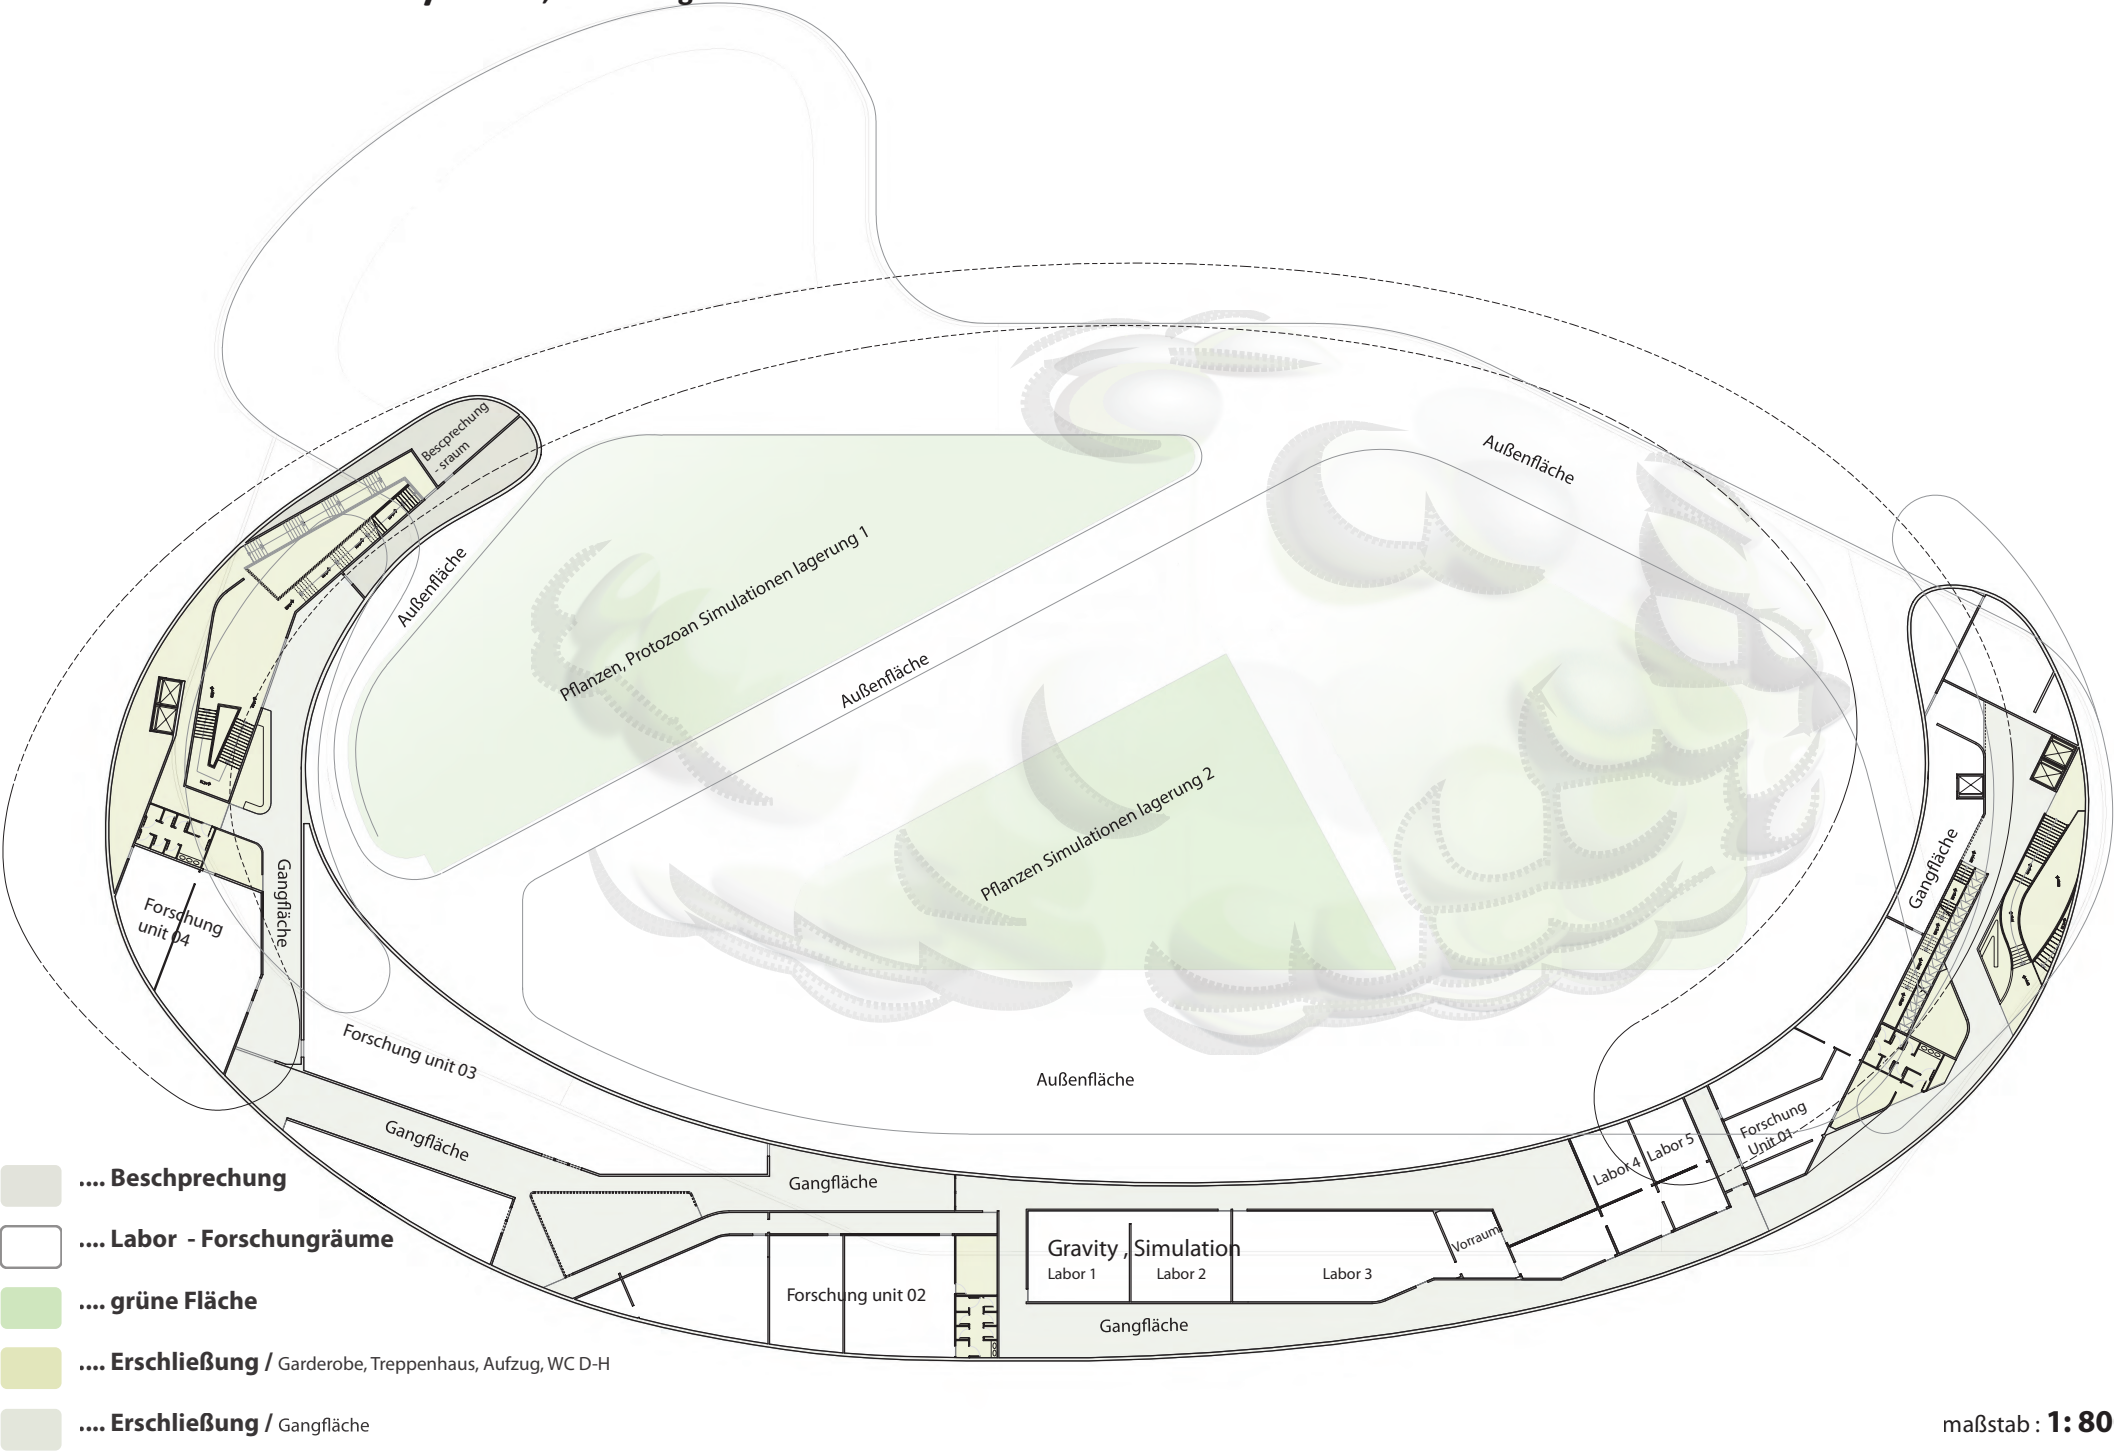 Bescprechung
- sraum
Außenfläche
Außenfläche
Pflanzen, Protozoan Simulationen lagerung 1
Außenfläche
Pflanzen Simulationen lagerung 2
Gangfläche
Gangfläche
Forschung
unit 04
Forschung unit 03
Außenfläche
Gangfläche
Forschung
Unit 01
Labor 4
Labor 5
Gangfläche
Vorraum
Gravity , Simulation
Labor 1
Labor 2
Labor 3
Forschung unit 02
Gangfläche
.... Beschprechung
.... Labor - Forschungräume
.... grüne Fläche
.... Erschließung / Garderobe, Treppenhaus, Aufzug, WC D-H
.... Erschließung / Gangfläche
maßstab : 1: 80